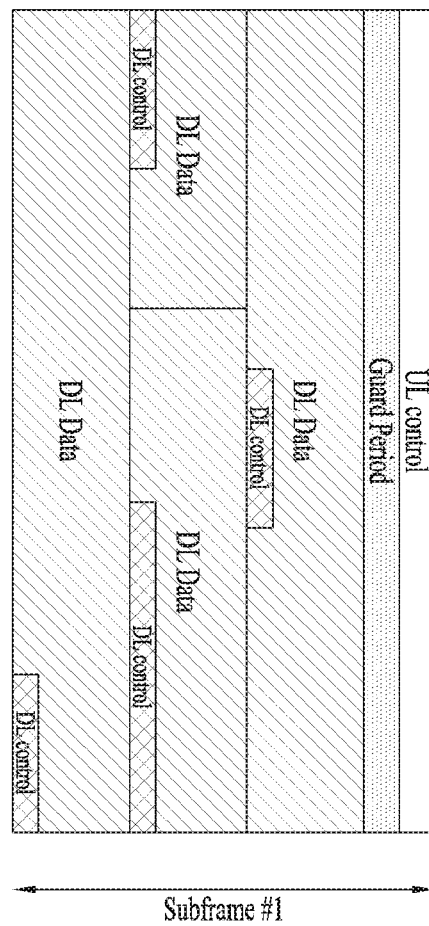 DL control
DL Data
DL Data
DL control
DL Data
DL control
DL Data
DL control
Guard Period
UL control
Subframe #1